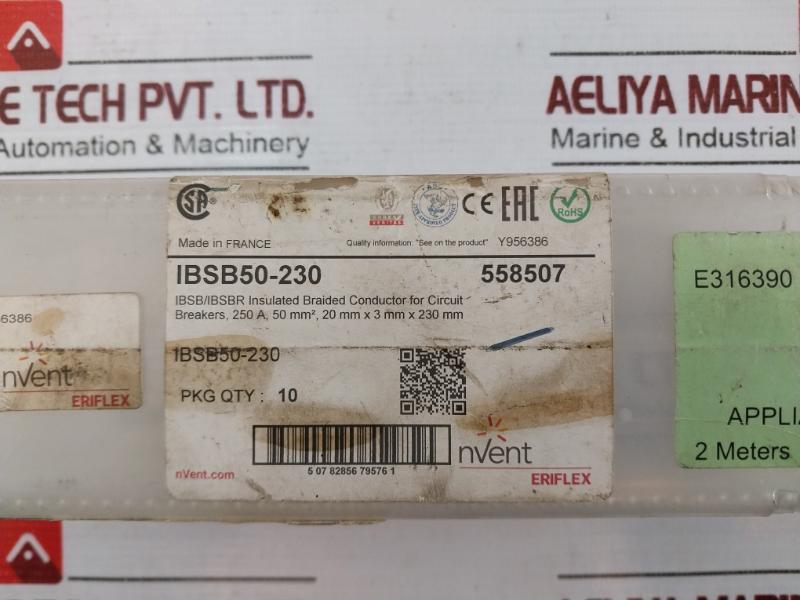 E TECH PVT. LTD.
Automation & Machinery
AELIYA MARIN
Marine & Industrial
CE EAC
RoHS
BUREAU VERITAS
Made in FRANCE
Quality information: "See on the product" Y956386
IBSB50-230 558507
IBSB/IBSBR Insulated Braided Conductor for Circuit
Breakers, 250 A, 50 mm², 20 mm x 3 mm x 230 mm
IBSB50-230
PKG QTY : 10
5 07 82856 79576 1
nVent.com
nVent
ERIFLEX
6386
nVent
ERIFLEX
E316390
APPLIA
2 Meters